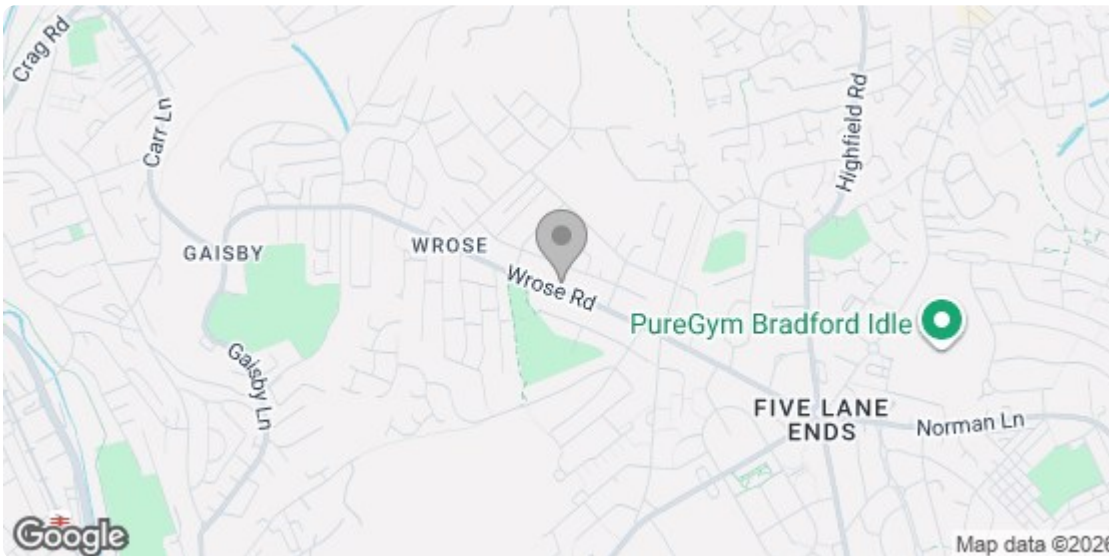 Crag Rd
Carr Ln
Highfield Rd
GAISBY
WROSE
Wrose Rd
PureGym Bradford Idle
Gaisby Ln
FIVE LANE
ENDS
Norman Ln
Google
Map data ©2026